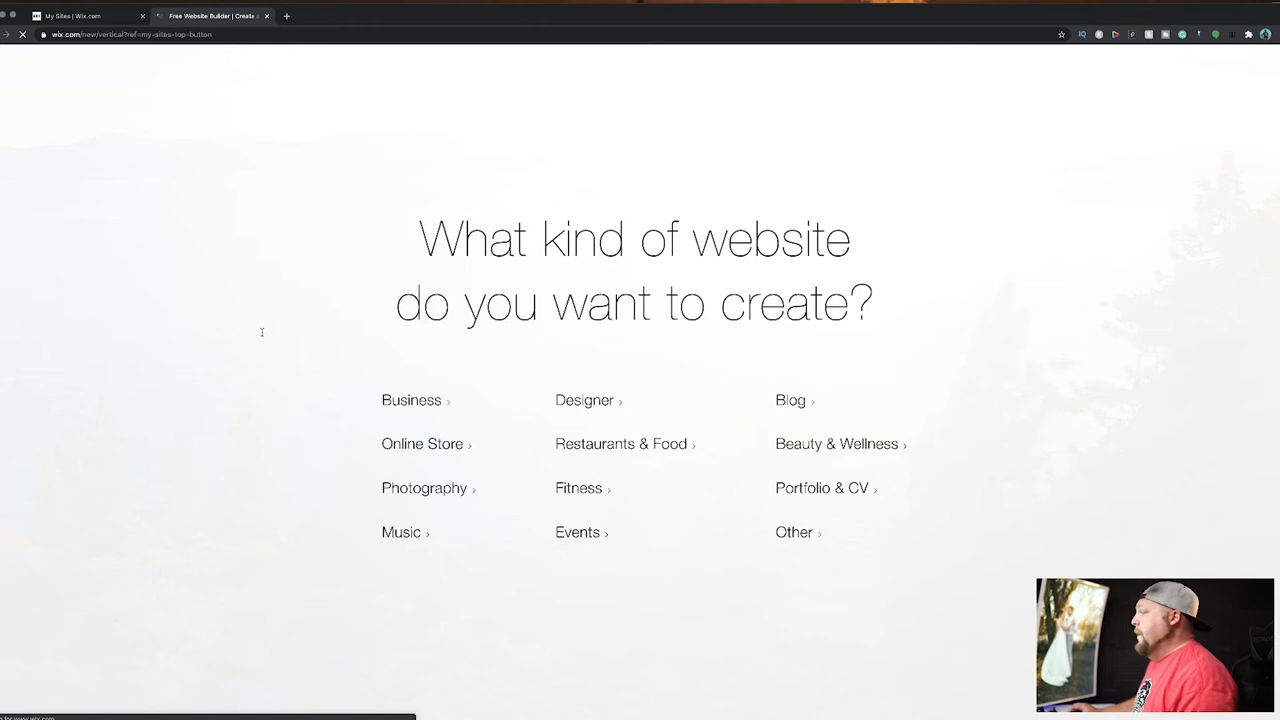 My Sites | Wix.com
Free Website Builder | Create a
wix.com/new/vertical?ref=my-sites-top-button
What kind of website
do you want to create?
Business ›
Designer ›
Blog ›
Online Store ›
Restaurants & Food ›
Beauty & Wellness ›
Photography ›
Fitness ›
Portfolio & CV ›
Music ›
Events ›
Other ›